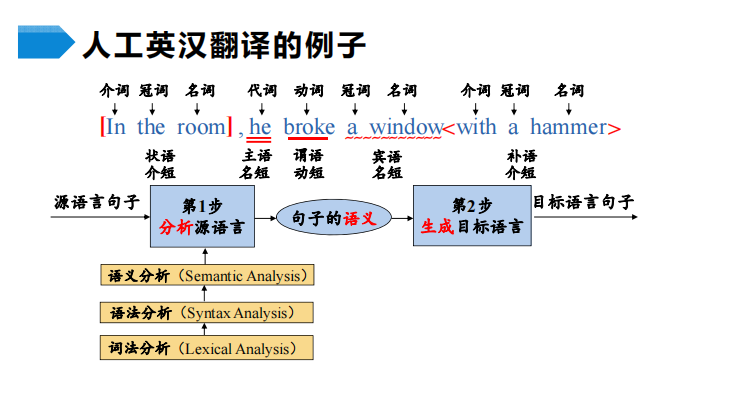 人工英汉翻译的例子
介词 冠词 名词 代词 动词 冠词 名词 介词 冠词 名词
[In the room], he broke a window<with a hammer>
状语 主语 谓语 宾语 补语
介短 名短 动短 名短 介短
源语言句子 第1步 句子的语义 第2步 目标语言句子
分析源语言 生成目标语言
语义分析（Semantic Analysis）
语法分析（Syntax Analysis）
词法分析（Lexical Analysis）